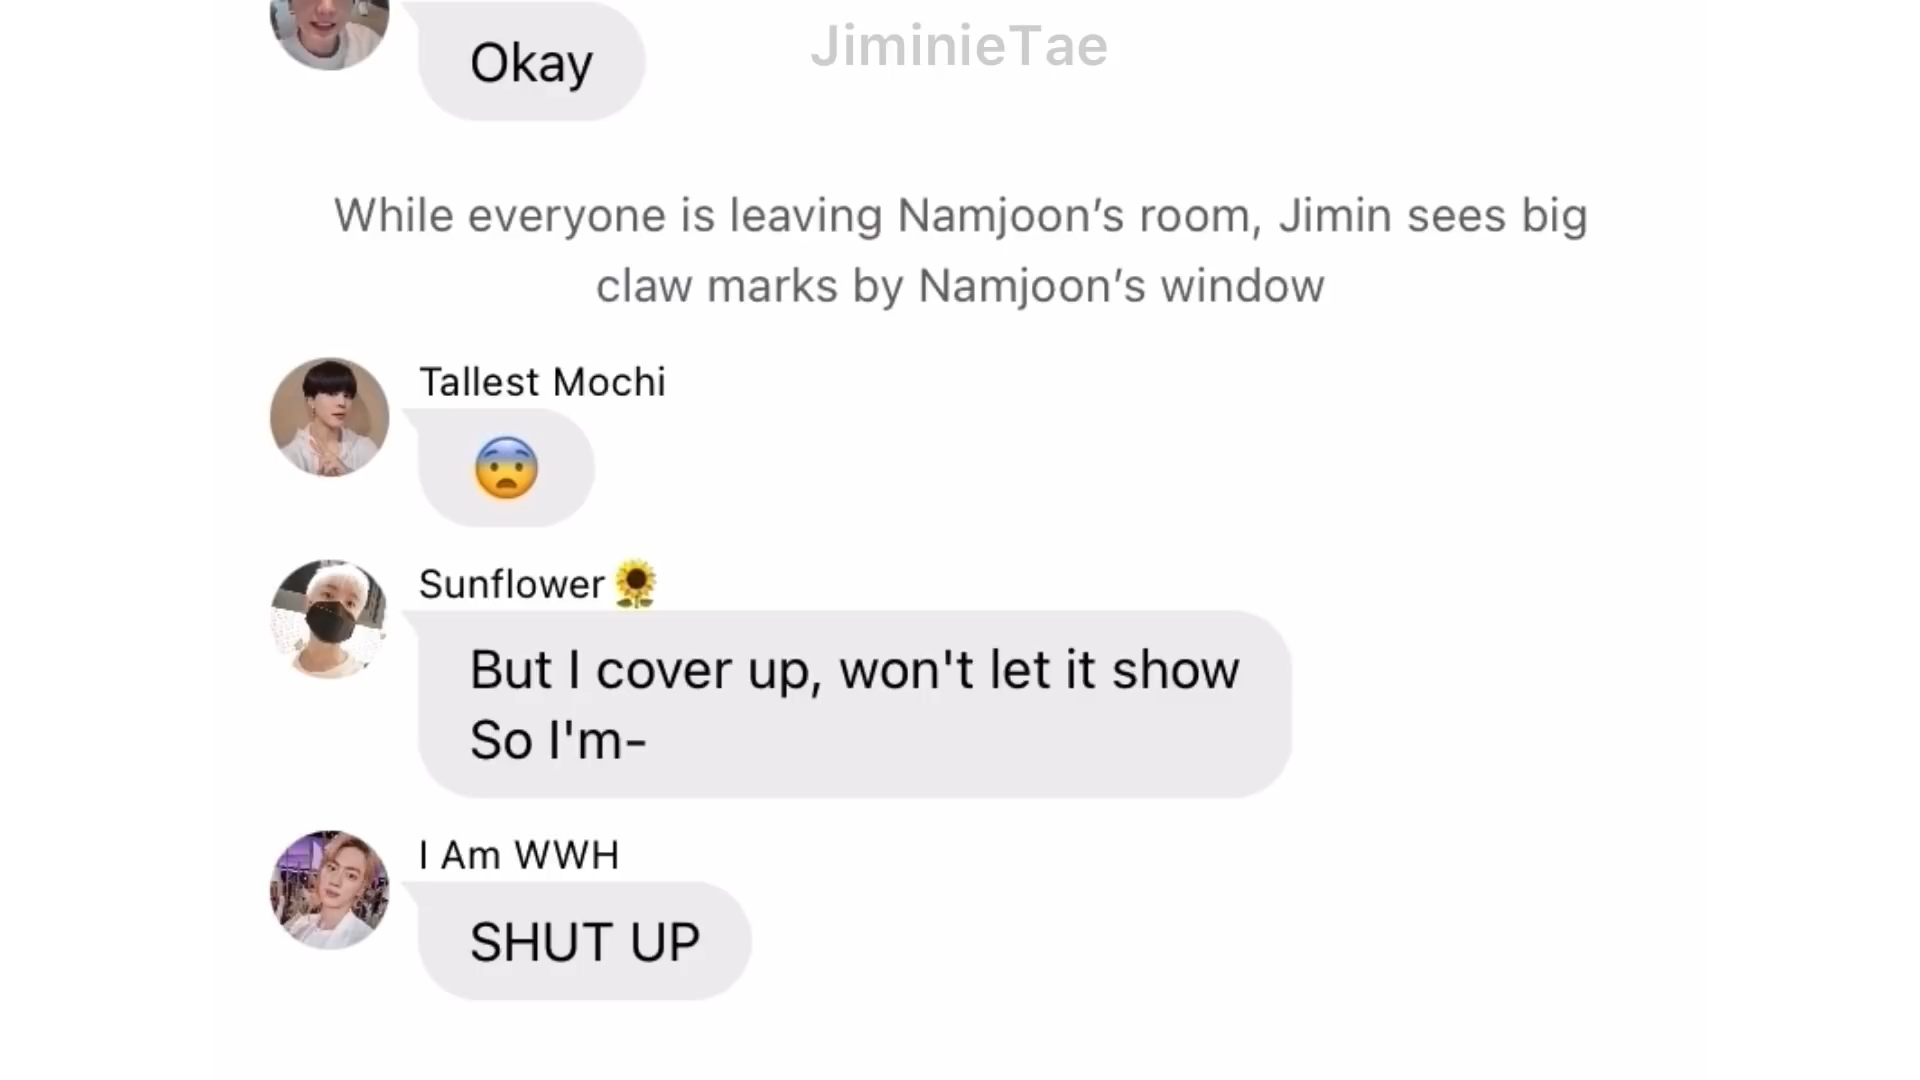 JiminieTae
Okay
While everyone is leaving Namjoon’s room, Jimin sees big
claw marks by Namjoon’s window
Tallest Mochi
😨
Sunflower🌻
But I cover up, won't let it show
So I'm-
I Am WWH
SHUT UP